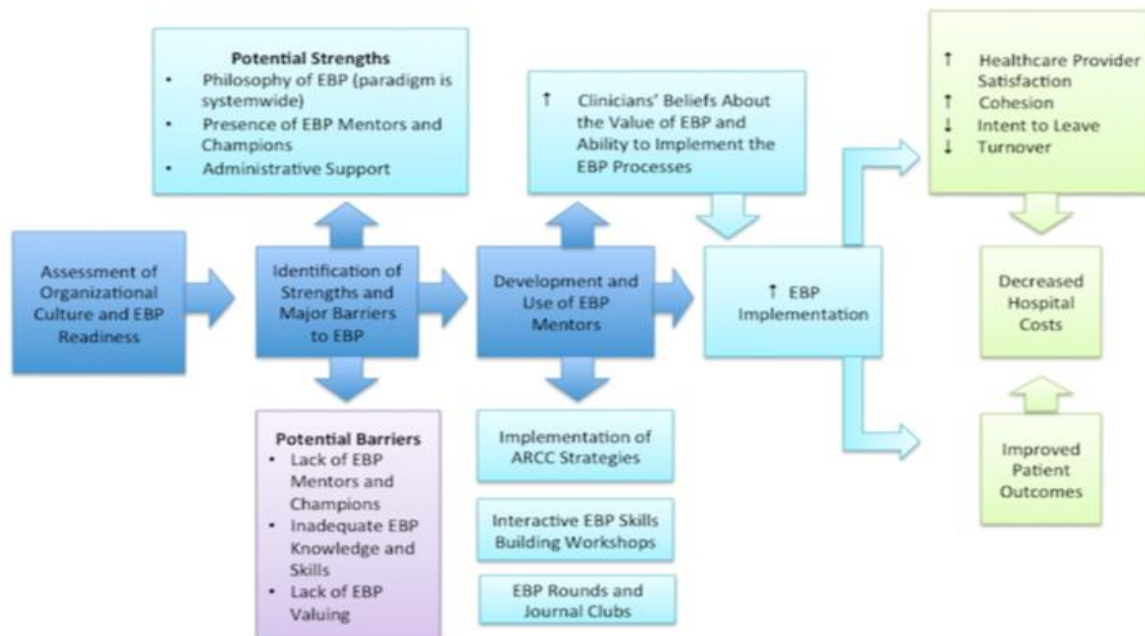 Potential Strengths
• Philosophy of EBP (paradigm is
systemwide)
• Presence of EBP Mentors and
Champions
• Administrative Support
↑ Clinicians' Beliefs About
the Value of EBP and
Ability to Implement the
EBP Processes
↑ Healthcare Provider
Satisfaction
↑ Cohesion
↓ Intent to Leave
↓ Turnover
Assessment of
Organizational
Culture and EBP
Readiness
Identification of
Strengths and
Major Barriers
to EBP
Development and
Use of EBP
Mentors
↑ EBP
Implementation
Decreased
Hospital
Costs
Potential Barriers
• Lack of EBP
Mentors and
Champions
• Inadequate EBP
Knowledge and
Skills
• Lack of EBP
Valuing
Implementation of
ARCC Strategies
Interactive EBP Skills
Building Workshops
EBP Rounds and
Journal Clubs
Improved
Patient
Outcomes